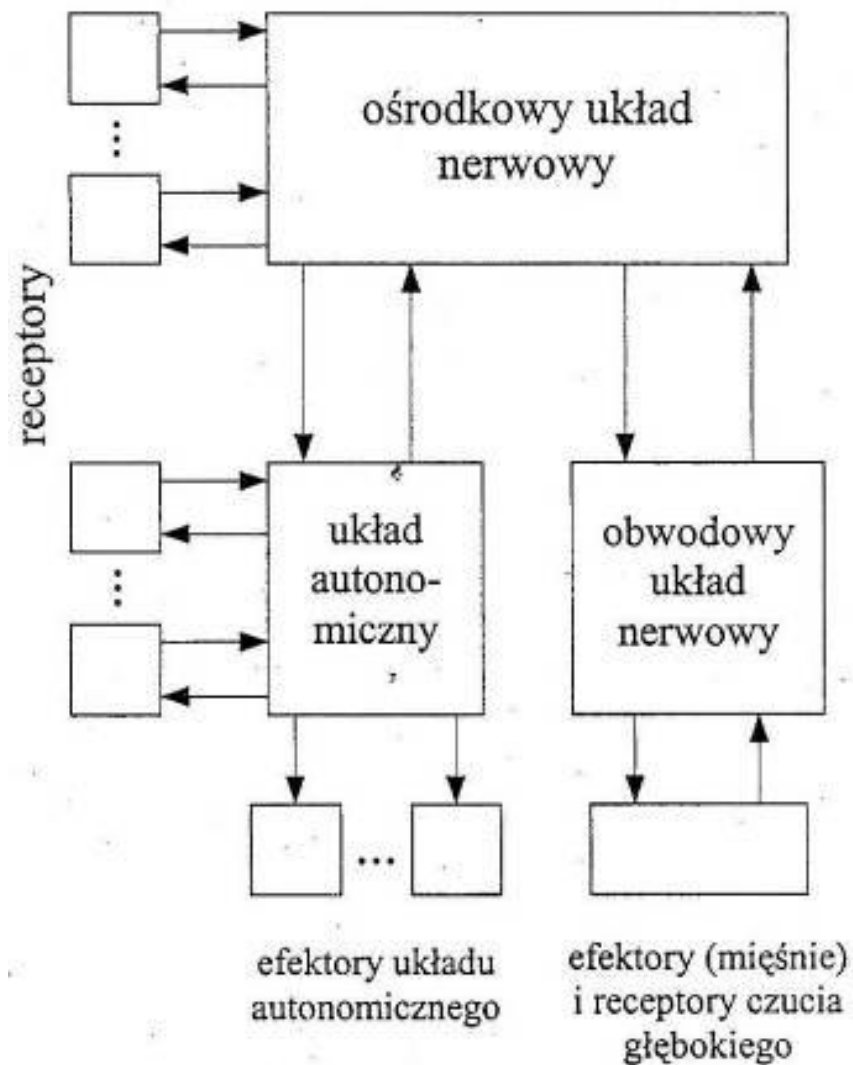 ośrodkowy układ
nerwowy
receptory
układ
autono-
miczny
obwodowy
układ
nerwowy
efektory układu
autonomicznego
efektory (mięśnie)
i receptory czucia
głębokiego